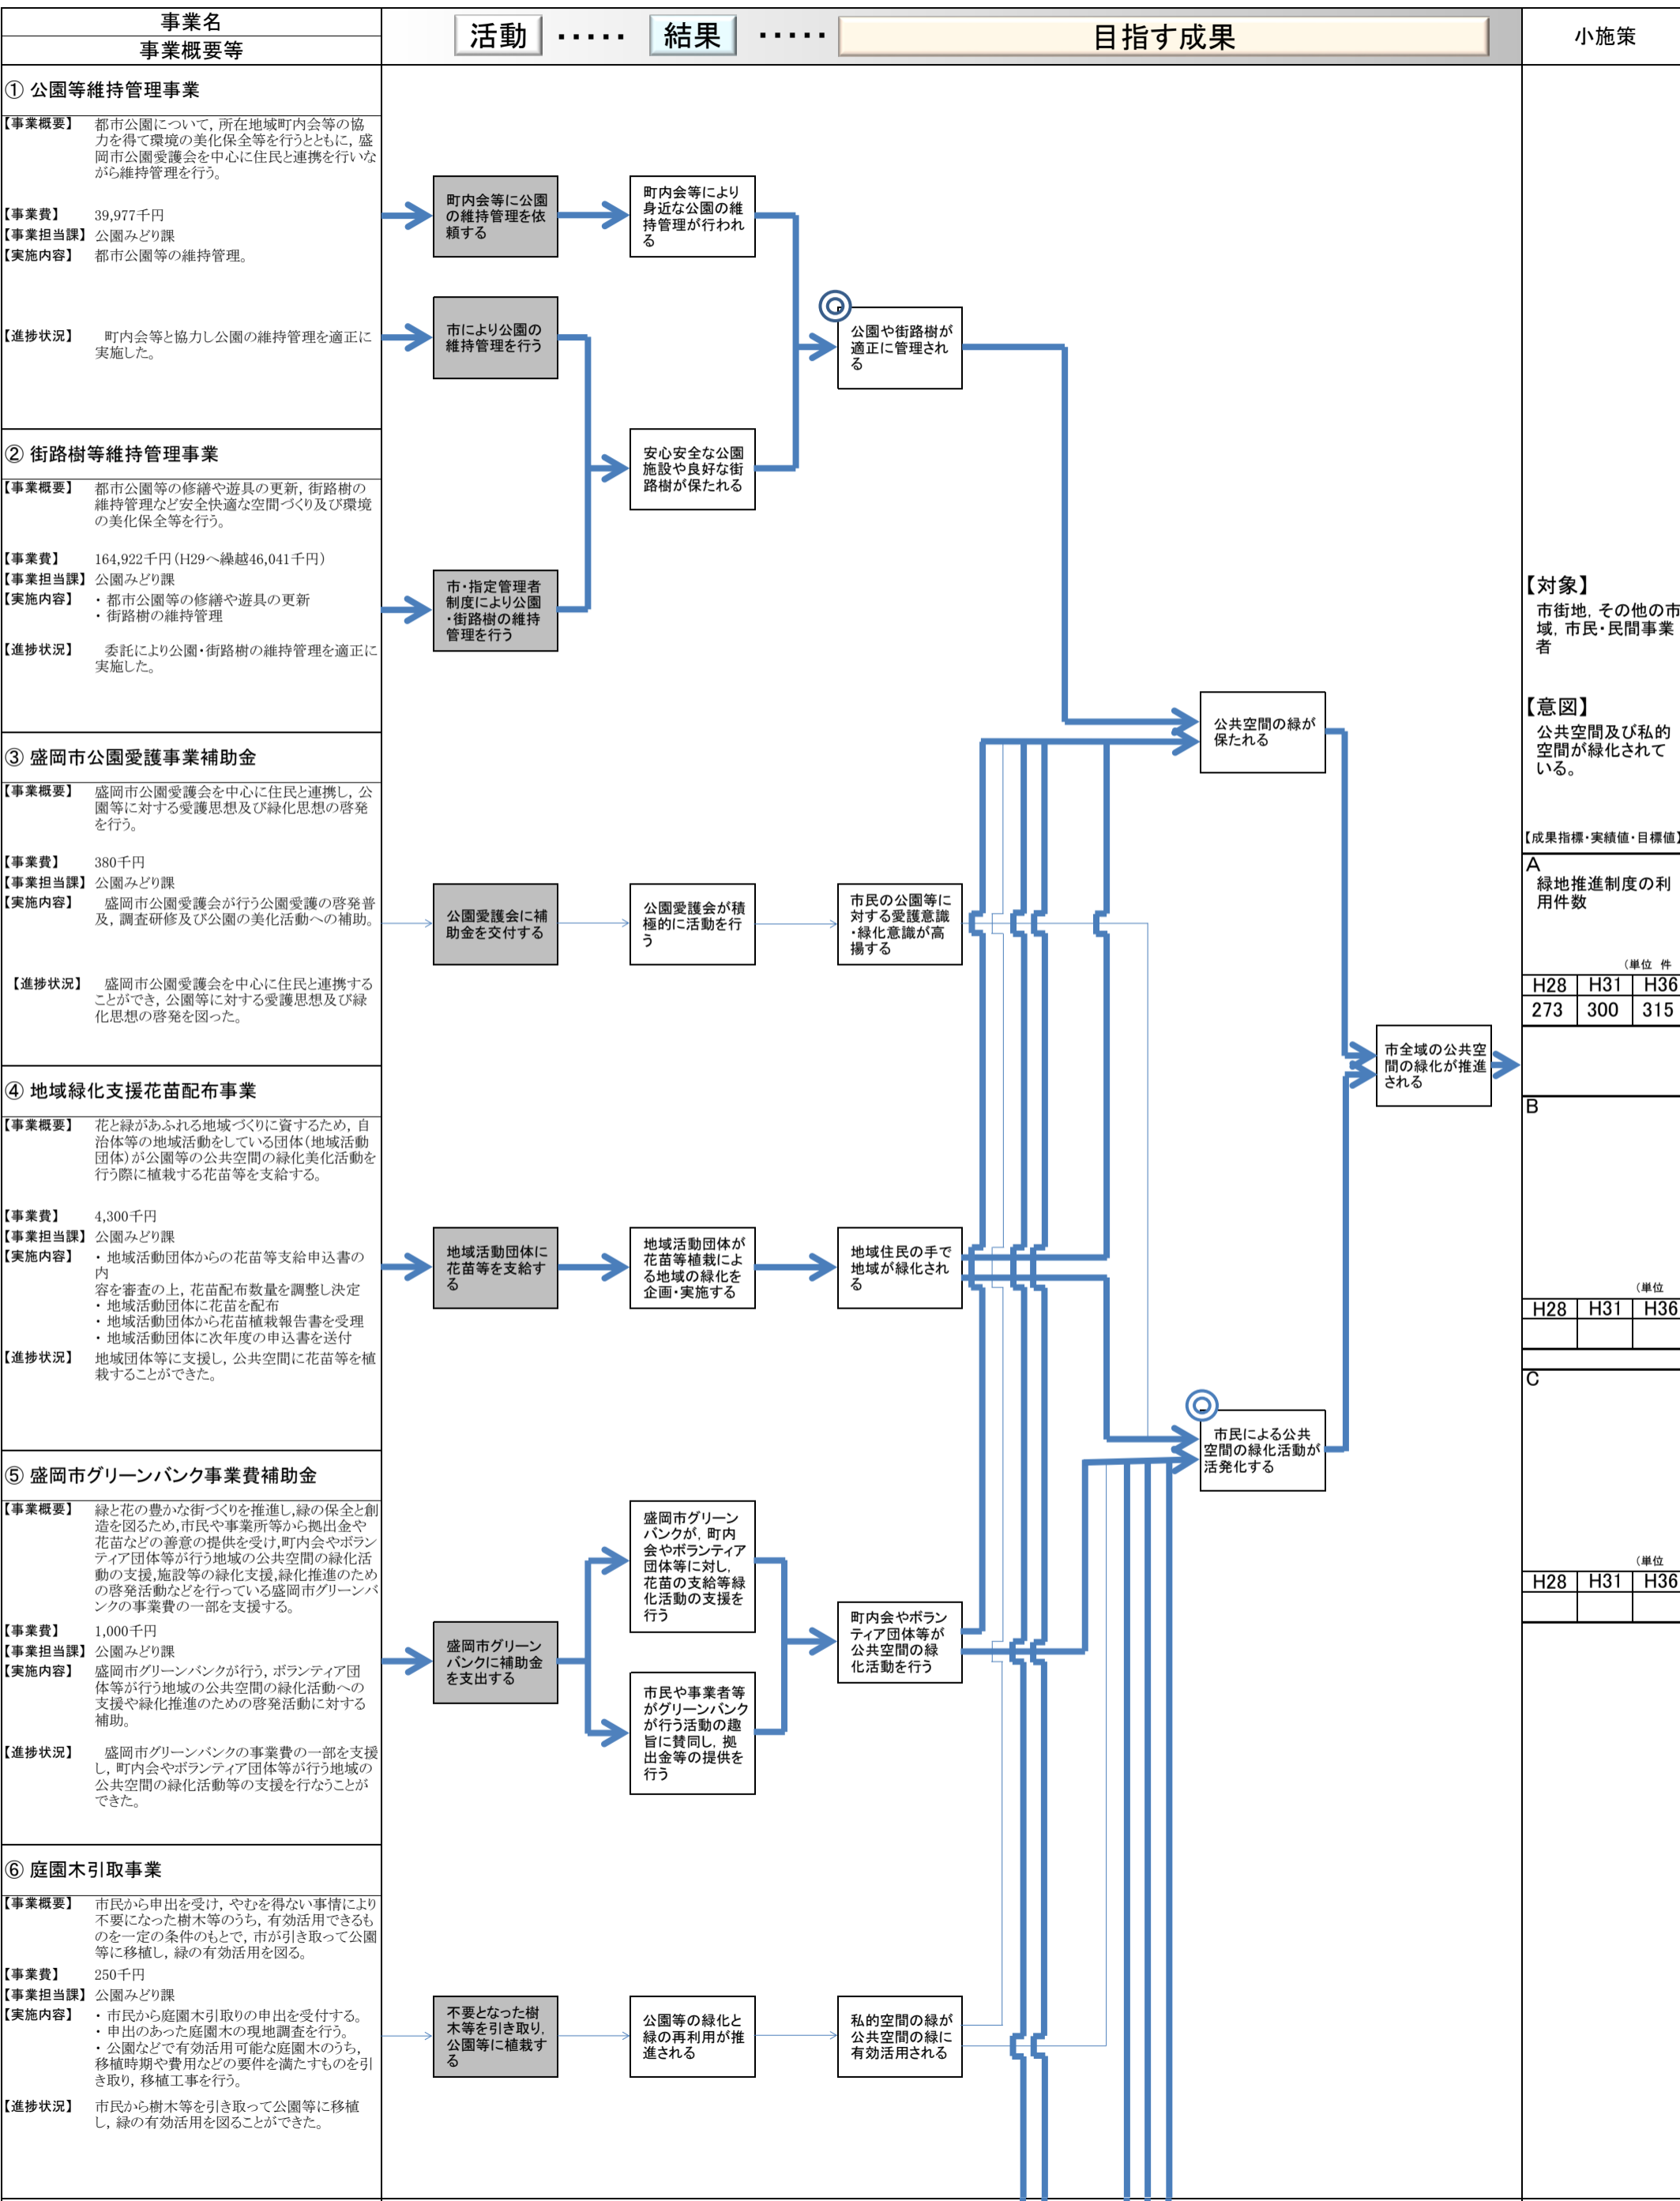 事業名
事業概要等
活動 ・・・・・ 結果 ・・・・・ 目指す成果
小施策
① 公園等維持管理事業
【事業概要】 都市公園について，所在地域町内会等の協
力を得て環境の美化保全等を行うとともに，盛
岡市公園愛護会を中心に住民と連携を行いな
がら維持管理を行う。
【事業費】 39,977千円
【事業担当課】 公園みどり課
【実施内容】 都市公園等の維持管理。
【進捗状況】 町内会等と協力し公園の維持管理を適正に
実施した。
町内会等に公園
の維持管理を依
頼する
町内会等により
身近な公園の維
持管理が行われ
る
市により公園の
維持管理を行う
公園や街路樹が
適正に管理され
る
② 街路樹等維持管理事業
【事業概要】 都市公園等の修繕や遊具の更新，街路樹の
維持管理など安全快適な空間づくり及び環境
の美化保全等を行う。
【事業費】 164,922千円（H29へ繰越46,041千円）
【事業担当課】 公園みどり課
【実施内容】 ・都市公園等の修繕や遊具の更新
・街路樹の維持管理
【進捗状況】 委託により公園・街路樹の維持管理を適正に
実施した。
安心安全な公園
施設や良好な街
路樹が保たれる
市・指定管理者
制度により公園
・街路樹の維持
管理を行う
③ 盛岡市公園愛護事業補助金
【事業概要】 盛岡市公園愛護会を中心に住民と連携し，公
園等に対する愛護思想及び緑化思想の啓発
を行う。
【事業費】 380千円
【事業担当課】 公園みどり課
【実施内容】 盛岡市公園愛護会が行う公園愛護の啓発普
及，調査研修及び公園の美化活動への補助。
【進捗状況】 盛岡市公園愛護会を中心に住民と連携する
ことができ，公園等に対する愛護思想及び緑
化思想の啓発を図った。
公園愛護会に補
助金を交付する
公園愛護会が積
極的に活動を行
う
市民の公園等に
対する愛護意識
・緑化意識が高
揚する
公共空間の緑が
保たれる
④ 地域緑化支援花苗配布事業
【事業概要】 花と緑があふれる地域づくりに資するため，自
治体等の地域活動をしている団体（地域活動
団体）が公園等の公共空間の緑化美化活動を
行う際に植栽する花苗等を支給する。
【事業費】 4,300千円
【事業担当課】 公園みどり課
【実施内容】 ・地域活動団体からの花苗等支給申込書の
内
容を審査の上，花苗配布数量を調整し決定
・地域活動団体に花苗を配布
・地域活動団体から花苗植栽報告書を受理
・地域活動団体に次年度の申込書を送付
【進捗状況】 地域団体等に支援し，公共空間に花苗等を植
栽することができた。
地域活動団体に
花苗等を支給す
る
地域活動団体が
花苗等植栽によ
る地域の緑化を
企画・実施する
地域住民の手で
地域が緑化され
る
市民による公共
空間の緑化活動が
活発化する
市全域の公共空
間の緑化が推進
される
⑤ 盛岡市グリーンバンク事業費補助金
【事業概要】 緑と花の豊かな街づくりを推進し,緑の保全と創
造を図るため,市民や事業所等から拠出金や
花苗などの善意の提供を受け,町内会やボラン
ティア団体等が行う地域の公共空間の緑化活
動の支援,施設等の緑化支援,緑化推進のため
の啓発活動などを行っている盛岡市グリーンバ
ンクの事業費の一部を支援する。
【事業費】 1,000千円
【事業担当課】 公園みどり課
【実施内容】 盛岡市グリーンバンクが行う，ボランティア団
体等が行う地域の公共空間の緑化活動への
支援や緑化推進のための啓発活動に対する
補助。
【進捗状況】 盛岡市グリーンバンクの事業費の一部を支援
し，町内会やボランティア団体等が行う地域の
公共空間の緑化活動等の支援を行なうことが
できた。
盛岡市グリーン
バンクに補助金
を支出する
盛岡市グリーン
バンクが，町内
会やボランティア
団体等に対し，
花苗の支給等緑
化活動の支援を
行う
市民や事業者等
がグリーンバンク
が行う活動の趣
旨に賛同し，拠
出金等の提供を
行う
町内会やボラン
ティア団体等が
公共空間の緑
化活動を行う
⑥ 庭園木引取事業
【事業概要】 市民から申出を受け，やむを得ない事情により
不要になった樹木等のうち，有効活用できるも
のを一定の条件のもとで，市が引き取って公園
等に移植し，緑の有効活用を図る。
【事業費】 250千円
【事業担当課】 公園みどり課
【実施内容】 ・市民から庭園木引取りの申出を受付する。
・申出のあった庭園木の現地調査を行う。
・公園などで有効活用可能な庭園木のうち，
移植時期や費用などの要件を満たすものを引
き取り，移植工事を行う。
【進捗状況】 市民から樹木等を引き取って公園等に移植
し，緑の有効活用を図ることができた。
不要となった樹
木等を引き取り，
公園等に植栽す
る
公園等の緑化と
緑の再利用が推
進される
私的空間の緑が
公共空間の緑に
有効活用される
【対象】
市街地，その他の市
域，市民・民間事業
者
【意図】
公共空間及び私的
空間が緑化されて
いる。
【成果指標・実績値・目標値】
A
緑地推進制度の利
用件数
（単位 件
H28 H31 H36
273 300 315
B
（単位
H28 H31 H36
C
（単位
H28 H31 H36